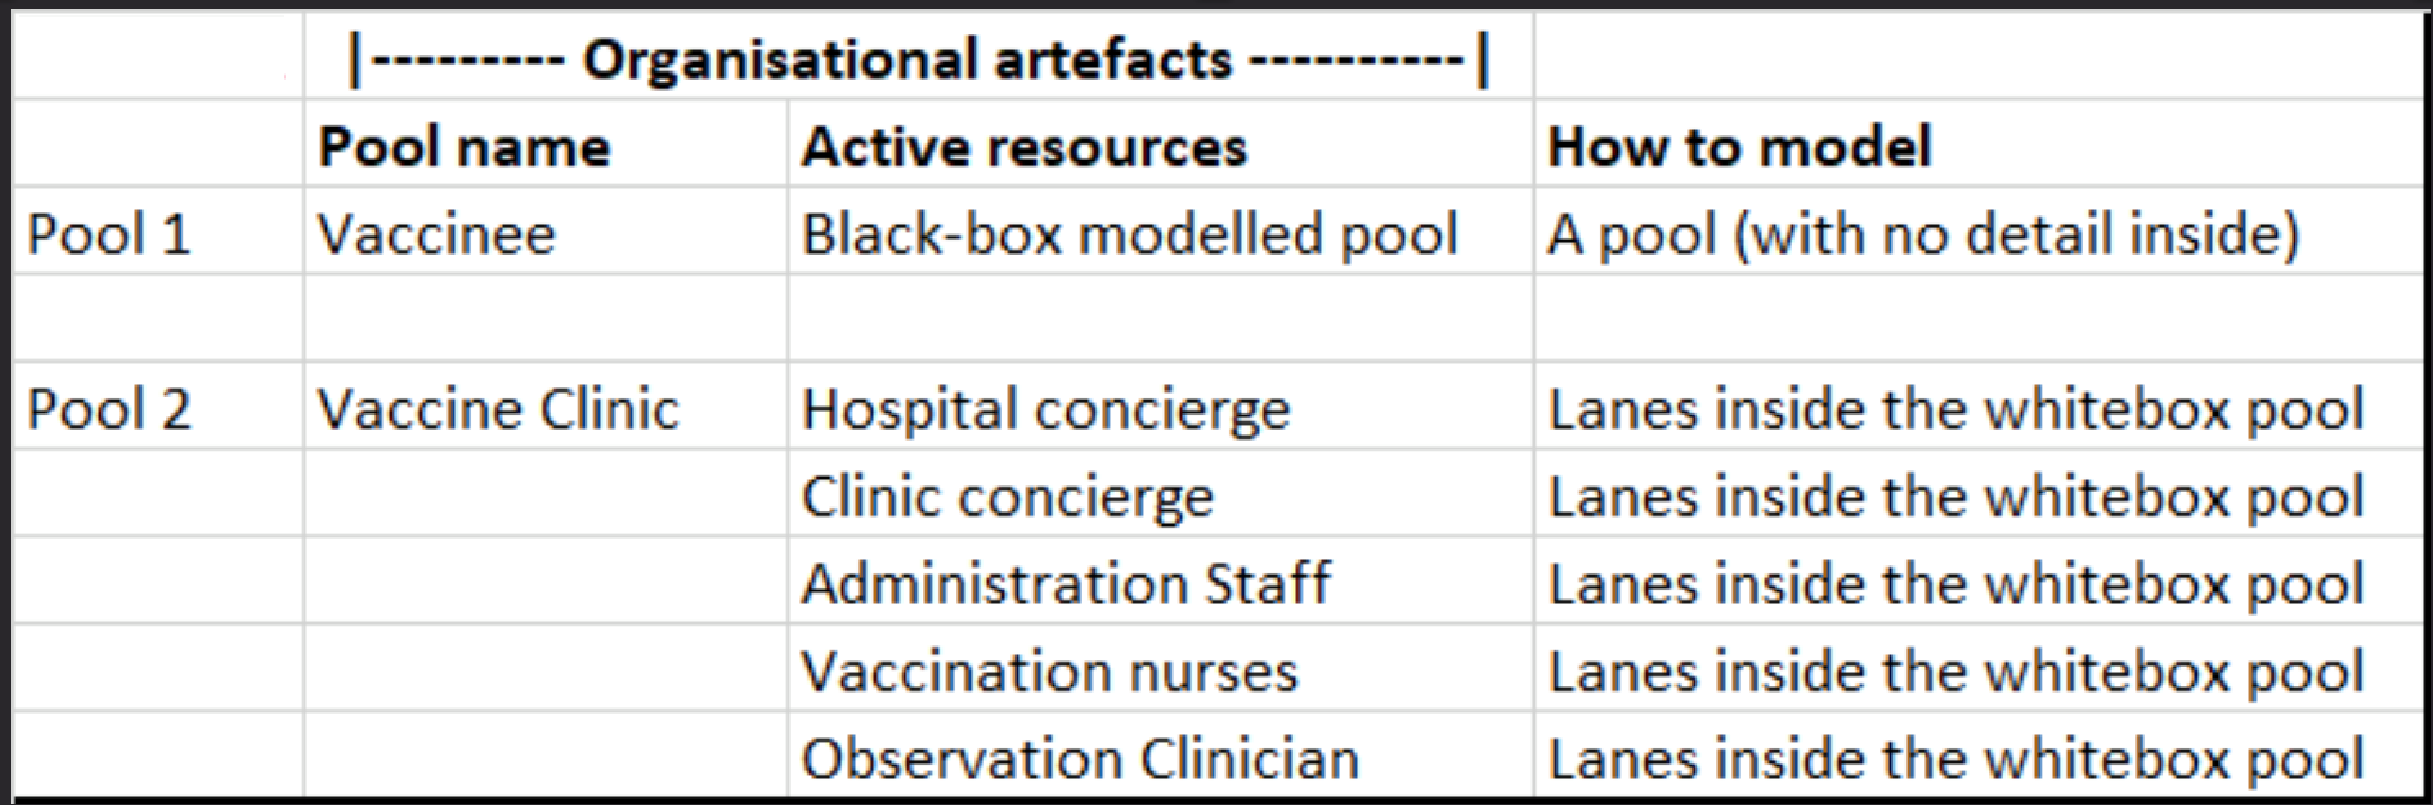 |--------- Organisational artefacts ----------|
Pool name Active resources How to model
Pool 1 Vaccinee Black-box modelled pool A pool (with no detail inside)
Pool 2 Vaccine Clinic Hospital concierge Lanes inside the whitebox pool
Clinic concierge Lanes inside the whitebox pool
Administration Staff Lanes inside the whitebox pool
Vaccination nurses Lanes inside the whitebox pool
Observation Clinician Lanes inside the whitebox pool